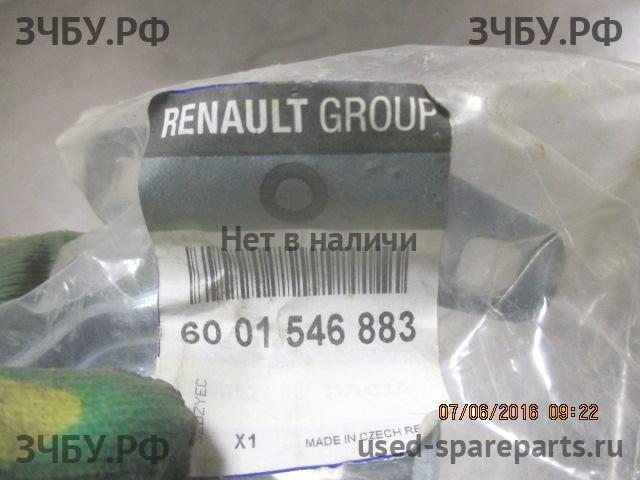 ЗЧБУ.РФ ЗЧБУ.РФ
RENAULT GROUP
Нет в наличии
60 01 546 883
X1
MADE IN CZECH RE
07/06/2016 09:22
ЗЧБУ.РФ used-spareparts.ru